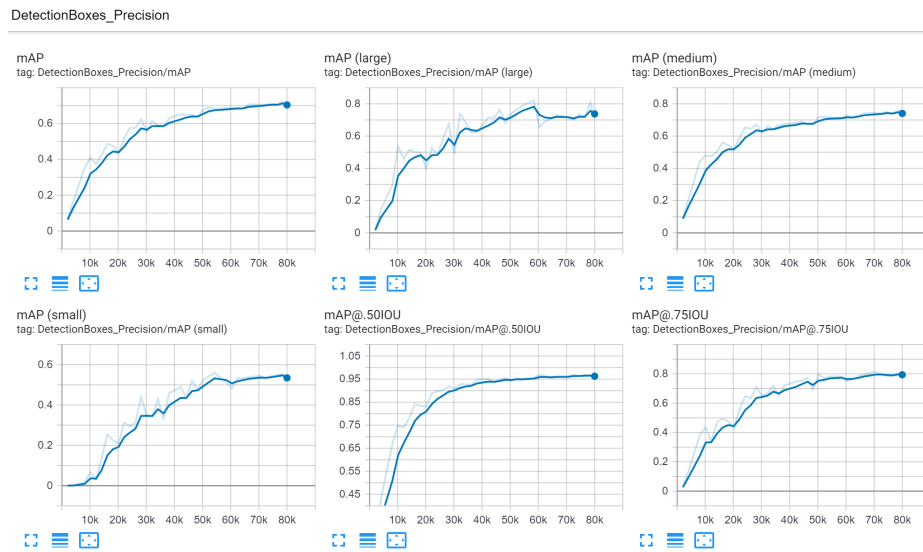 DetectionBoxes_Precision
mAP
tag: DetectionBoxes_Precision/mAP
0.6
0.4
0.2
0
10k 20k 30k 40k 50k 60k 70k 80k
mAP (large)
tag: DetectionBoxes_Precision/mAP (large)
0.8
0.6
0.4
0.2
0
10k 20k 30k 40k 50k 60k 70k 80k
mAP (medium)
tag: DetectionBoxes_Precision/mAP (medium)
0.8
0.6
0.4
0.2
0
10k 20k 30k 40k 50k 60k 70k 80k
mAP (small)
tag: DetectionBoxes_Precision/mAP (small)
0.6
0.4
0.2
0
10k 20k 30k 40k 50k 60k 70k 80k
mAP@.50IOU
tag: DetectionBoxes_Precision/mAP@.50IOU
1.05
0.95
0.85
0.75
0.65
0.55
0.45
10k 20k 30k 40k 50k 60k 70k 80k
mAP@.75IOU
tag: DetectionBoxes_Precision/mAP@.75IOU
0.8
0.6
0.4
0.2
0
10k 20k 30k 40k 50k 60k 70k 80k